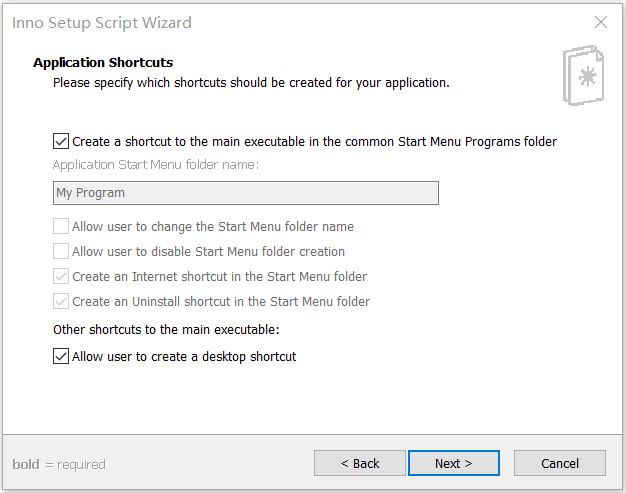 Inno Setup Script Wizard
Application Shortcuts
Please specify which shortcuts should be created for your application.
Create a shortcut to the main executable in the common Start Menu Programs folder
Application Start Menu folder name:
My Program
Allow user to change the Start Menu folder name
Allow user to disable Start Menu folder creation
Create an Internet shortcut in the Start Menu folder
Create an Uninstall shortcut in the Start Menu folder
Other shortcuts to the main executable:
Allow user to create a desktop shortcut
bold = required
< Back
Next >
Cancel